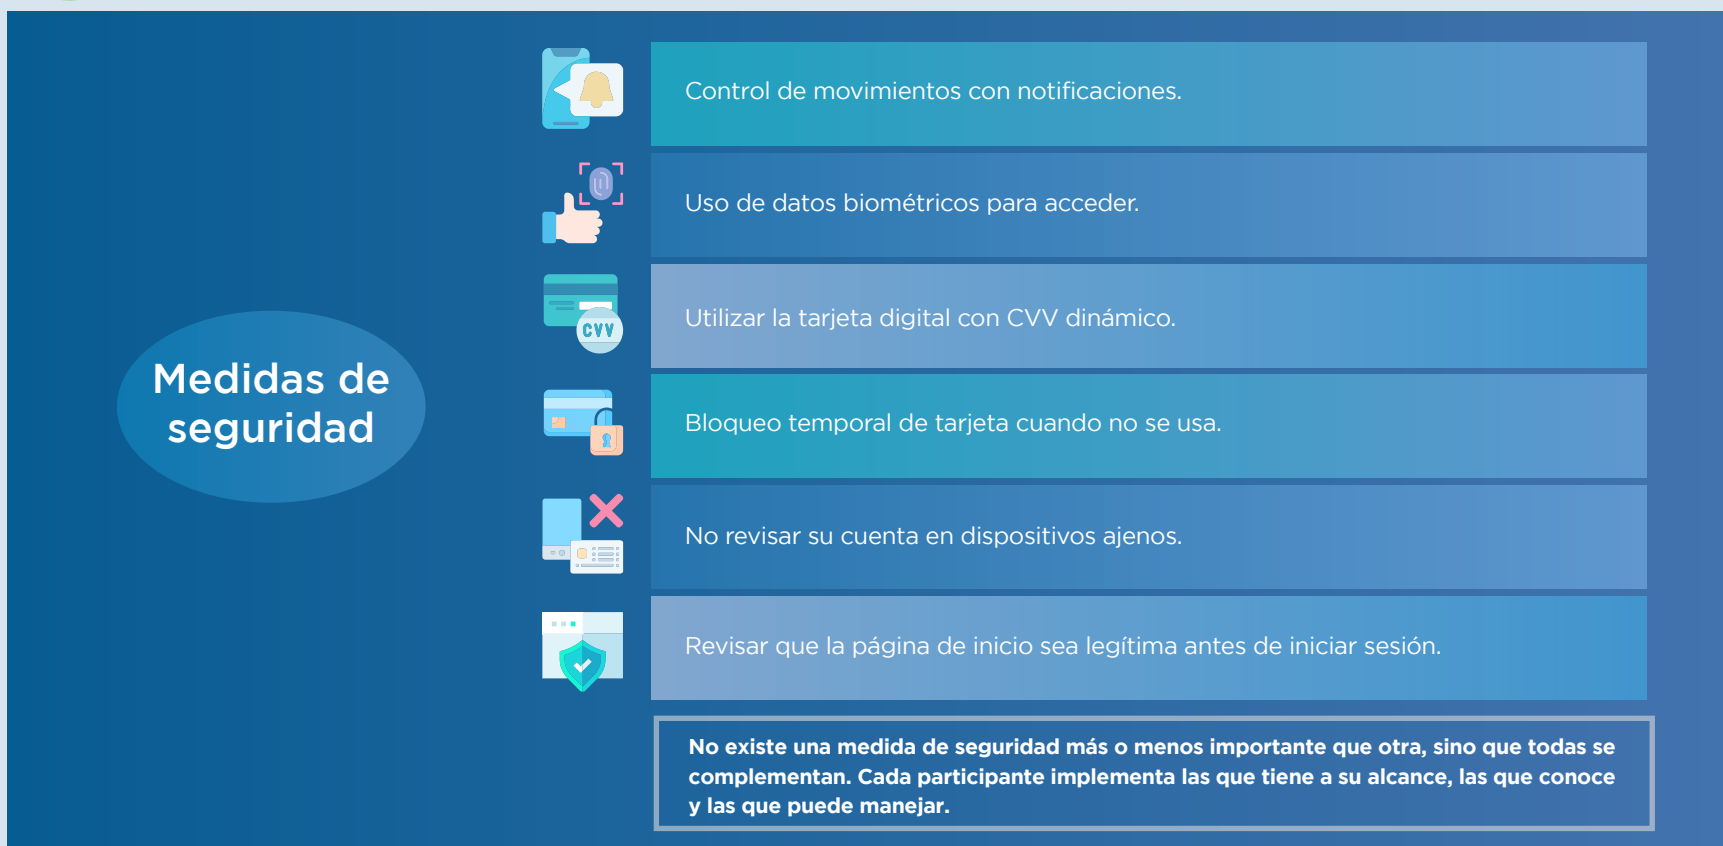 Control de movimientos con notificaciones.
Uso de datos biométricos para acceder.
Utilizar la tarjeta digital con CVV dinámico.
CVV
Medidas de
seguridad
Bloqueo temporal de tarjeta cuando no se usa.
No revisar su cuenta en dispositivos ajenos.
Revisar que la página de inicio sea legítima antes de iniciar sesión.
No existe una medida de seguridad más o menos importante que otra, sino que todas se
complementan. Cada participante implementa las que tiene a su alcance, las que conoce
y las que puede manejar.